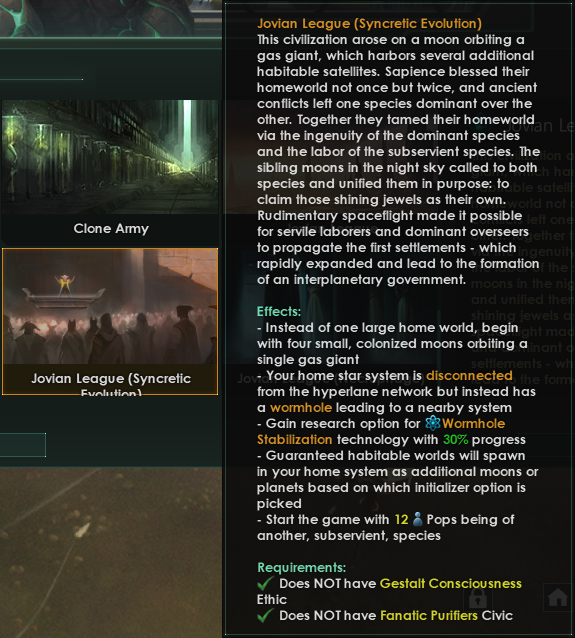 Jovian League (Syncretic Evolution)
This civilization arose on a moon orbiting a
gas giant, which harbors several additional
habitable satellites. Sapience blessed their
homeworld not once but twice, and ancient
conflicts left one species dominant over the
other. Together they tamed their homeworld
via the ingenuity of the dominant species
and the labor of the subservient species. The
sibling moons in the night sky called to both
species and unified them in purpose: to
claim those shining jewels as their own.
Rudimentary spaceflight made it possible
for servile laborers and dominant overseers
to propagate the first settlements - which
rapidly expanded and lead to the formation
of an interplanetary government.
Effects:
- Instead of one large home world, begin
with four small, colonized moons orbiting a
single gas giant
- Your home star system is disconnected
from the hyperlane network but instead has
a wormhole leading to a nearby system
- Gain research option for Wormhole
Stabilization technology with 30% progress
- Guaranteed habitable worlds will spawn
in your home system as additional moons or
planets based on which initializer option is
picked
- Start the game with 12 Pops being of
another, subservient, species
Requirements:
Does NOT have Gestalt Consciousness
Ethic
Does NOT have Fanatic Purifiers Civic
Clone Army
Jovian League (Syncretic
Evolution)